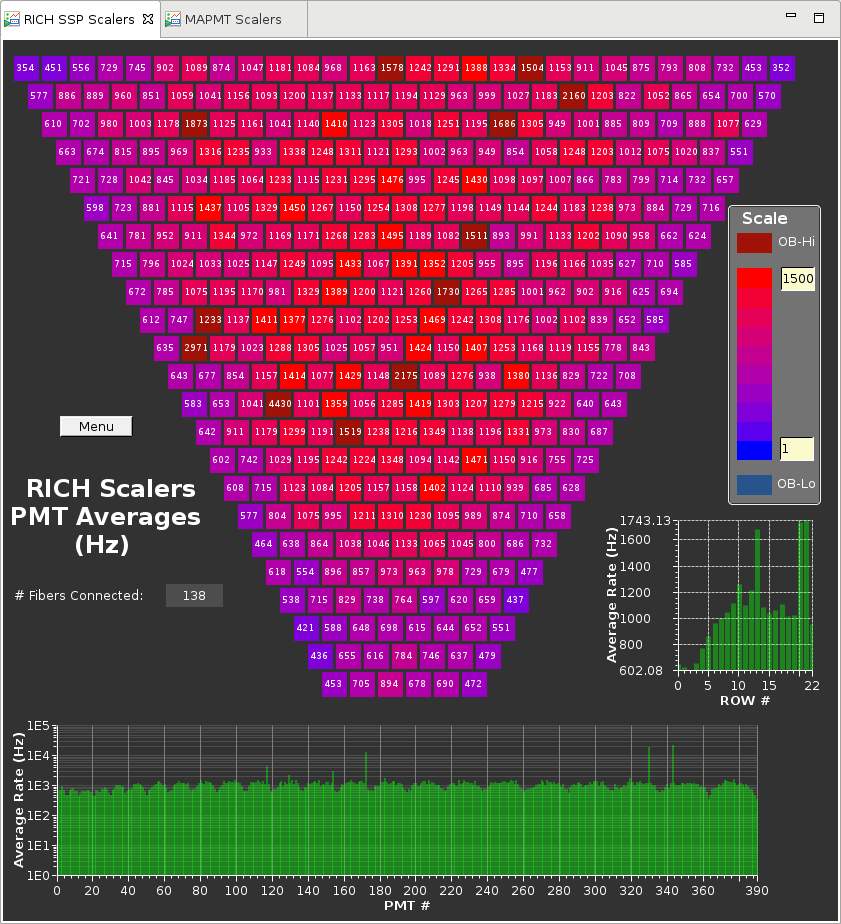 RICH SSP Scalers
MAPMT Scalers
354 451 556 729 745 902 1089 874 1047 1181 1084 968 1163 1578 1242 1291 1388 1334 1504 1153 911 1045 875 793 808 732 453 352
577 886 889 960 851 1059 1041 1156 1093 1200 1137 1133 1117 1194 1129 963 999 1027 1183 2160 1203 822 1052 865 654 700 570
610 702 980 1003 1178 1873 1125 1161 1041 1140 1410 1123 1305 1018 1251 1195 1686 1305 949 1001 885 809 709 888 1077 629
663 674 815 895 969 1316 1235 933 1338 1248 1311 1121 1293 1002 963 949 854 1058 1248 1203 1012 1075 1020 837 551
721 728 1042 845 1034 1185 1064 1233 1115 1231 1295 1476 995 1245 1430 1098 1097 1007 866 783 799 714 732 657
598 723 881 1115 1437 1105 1329 1450 1267 1150 1254 1308 1277 1198 1149 1144 1244 1183 1238 973 884 729 716
641 781 952 911 1344 972 1169 1171 1268 1283 1495 1189 1082 1511 893 991 1133 1202 1090 958 662 624
715 796 1024 1033 1025 1147 1249 1095 1433 1067 1391 1352 1205 955 895 1196 1166 1035 627 710 585
672 785 1075 1195 1170 981 1329 1389 1200 1121 1260 1730 1265 1285 1001 962 902 916 625 694
612 747 1233 1137 1411 1377 1276 1102 1202 1253 1469 1242 1308 1276 1002 1102 839 652 585
635 2971 1179 1023 1288 1305 1025 1057 951 1424 1150 1407 1253 1168 1119 1155 778 843
643 677 854 1157 1414 1077 1429 1148 2175 1089 1276 938 1380 1136 829 722 708
583 653 1041 4430 1101 1359 1056 1285 1419 1303 1207 1279 1215 922 640 643
642 911 1179 1299 1191 1519 1238 1216 1349 1138 1196 1331 973 830 687
602 742 1029 1195 1242 1154 1094 1142 1471 1150 916 755 725
608 715 1123 1084 1205 1157 1158 1402 1124 1110 939 685 628
577 804 1075 995 1211 1310 1230 1095 989 874 710 658
464 638 864 1038 1046 1133 1065 1045 800 686 732
618 554 896 857 973 963 978 729 679 477
538 715 829 738 764 597 620 659 437
421 588 648 698 615 644 652 551
436 655 616 784 746 637 479
453 705 894 678 690 472
Scale
OB-Hi
1500
1
OB-Lo
Menu
RICH Scalers
PMT Averages
(Hz)
# Fibers Connected: 138
Average Rate (Hz)
1743.13
1600
1400
1200
1000
800
602.08
0 5 10 15 22
ROW #
Average Rate (Hz)
1E5
1E4
1E3
1E2
1E1
1E0
0 20 40 60 80 100 120 140 160 180 200 220 240 260 280 300 320 340 360 390
PMT #